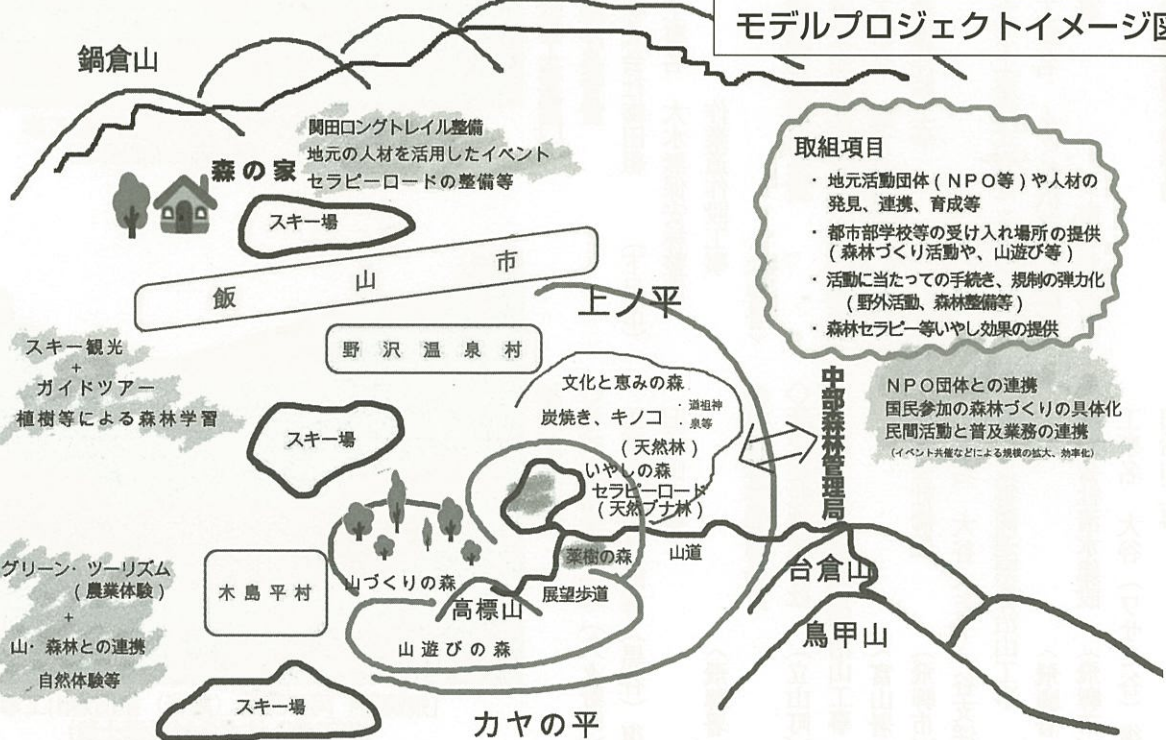 モデルプロジェクトイメージ図
鍋倉山
関田ロングトレイル整備
地元の人材を活用したイベント
セラピーロードの整備等
森の家
スキー場
飯山市
野沢温泉村
上ノ平
取組項目
・地元活動団体(NPO等)や人材の
発見、連携、育成等
・都市部学校等の受け入れ場所の提供
(森林づくり活動や、山遊び等)
・活動に当たっての手続き、規制の弾力化
(野外活動、森林整備等)
・森林セラピー等いやし効果の提供
中部森林管理局
NPO団体との連携
国民参加の森林づくりの具体化
民間活動と普及業務の連携
(イベント共催などによる規模の拡大、効率化)
スキー観光
+
ガイドツアー
植樹等による森林学習
スキー場
文化と恵みの森
炭焼き、キノコ
・道祖神
泉等
(天然林)
いやしの森
セラピーロード
(天然ブナ林)
薬樹の森
山道
展望歩道
山づくりの森
高標山
山遊びの森
台倉山
鳥甲山
グリーン・ツーリズム
(農業体験)
+
山・森林との連携
自然体験等
木島平村
スキー場
カヤの平